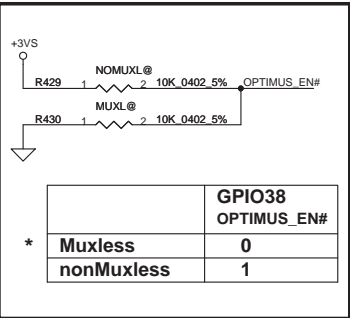 +3VS
NOMUXL@
R429 1 2 10K_0402_5% OPTIMUS_EN#
MUXL@
R430 1 2 10K_0402_5%
GPIO38
OPTIMUS_EN#
* Muxless 0
nonMuxless 1